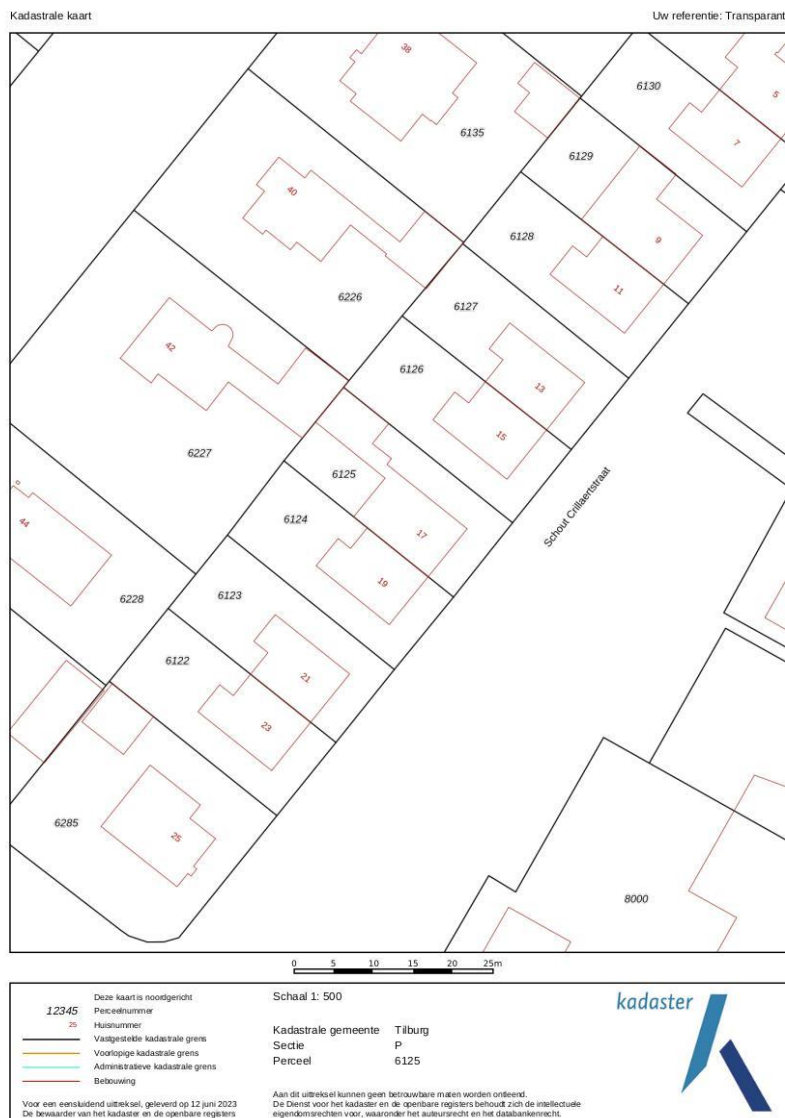 Kadastrale kaart
Uw referentie: Transparant
38
6130
5
6135
7
6129
40
6128
9
6226
6127
11
42
6126
13
15
6227
6125
Schout Crillaertstraat
44
6124
17
19
6228
6123
6122
21
23
6285
25
8000
0 5 10 15 20 25m
Deze kaart is noordgericht
12345 Perceelnummer
25 Huisnummer
Vastgestelde kadastrale grens
Voorlopige kadastrale grens
Administratieve kadastrale grens
Bebouwing
Voor een eensluidend uittreksel, geleverd op 12 juni 2023
De bewaarder van het kadaster en de openbare registers
Schaal 1: 500
Kadastrale gemeente Tilburg
Sectie P
Perceel 6125
Aan dit uittreksel kunnen geen betrouwbare maten worden ontleend.
De Dienst voor het kadaster en de openbare registers behoudt zich de intellectuele
eigendomsrechten voor, waaronder het auteursrecht en het databankenrecht.
kadaster